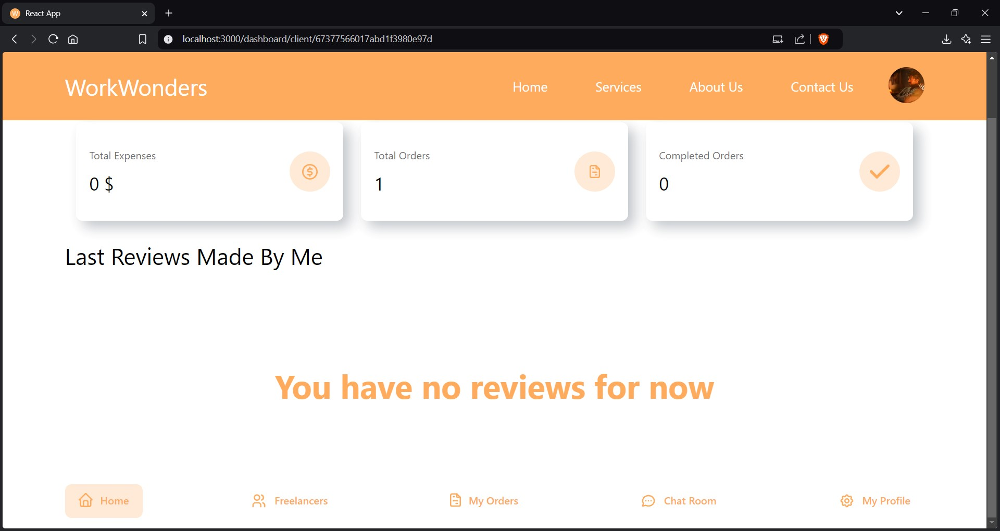 W React App
localhost:3000/dashboard/client/67377566017abd1f3980e97d
WorkWonders Home Services About Us Contact Us
Total Expenses
0 $
Total Orders
1
Completed Orders
0
Last Reviews Made By Me
You have no reviews for now
Home Freelancers My Orders Chat Room My Profile